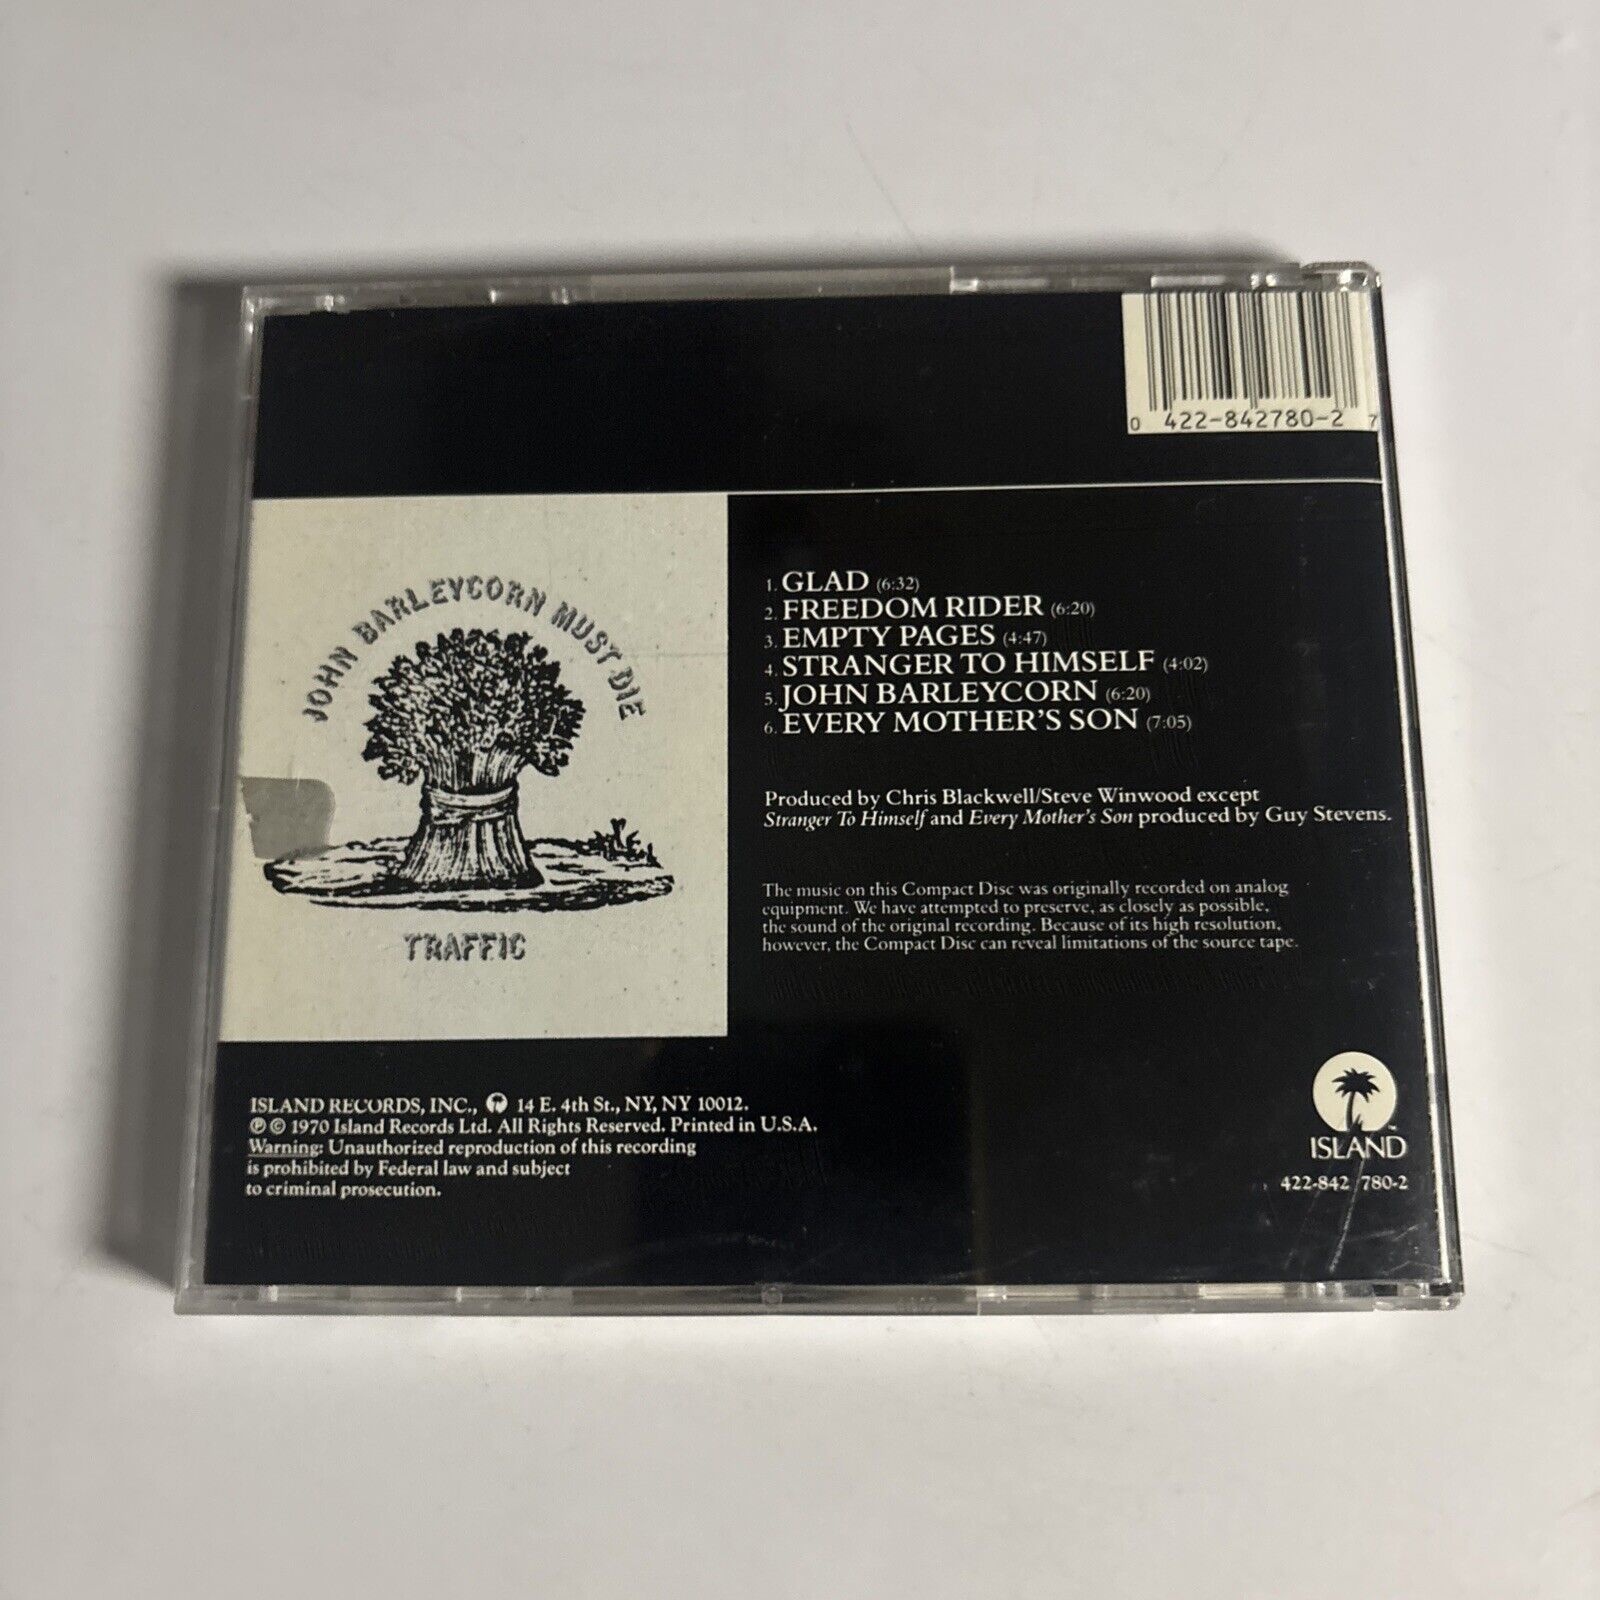 0 422-842780-2 7
JOHN BARLEYCORN MUST DIE
TRAFFIC
1. GLAD (6:32)
2. FREEDOM RIDER (6:20)
3. EMPTY PAGES (4:47)
4. STRANGER TO HIMSELF (4:02)
5. JOHN BARLEYCORN (6:20)
6. EVERY MOTHER'S SON (7:05)
Produced by Chris Blackwell/Steve Winwood except
Stranger To Himself and Every Mother's Son produced by Guy Stevens.
The music on this Compact Disc was originally recorded on analog
equipment. We have attempted to preserve, as closely as possible,
the sound of the original recording. Because of its high resolution,
however, the Compact Disc can reveal limitations of the source tape.
ISLAND RECORDS, INC., 14 E. 4th St., NY, NY 10012.
℗ © 1970 Island Records Ltd. All Rights Reserved. Printed in U.S.A.
Warning: Unauthorized reproduction of this recording
is prohibited by Federal law and subject
to criminal prosecution.
ISLAND™
422-842 780-2